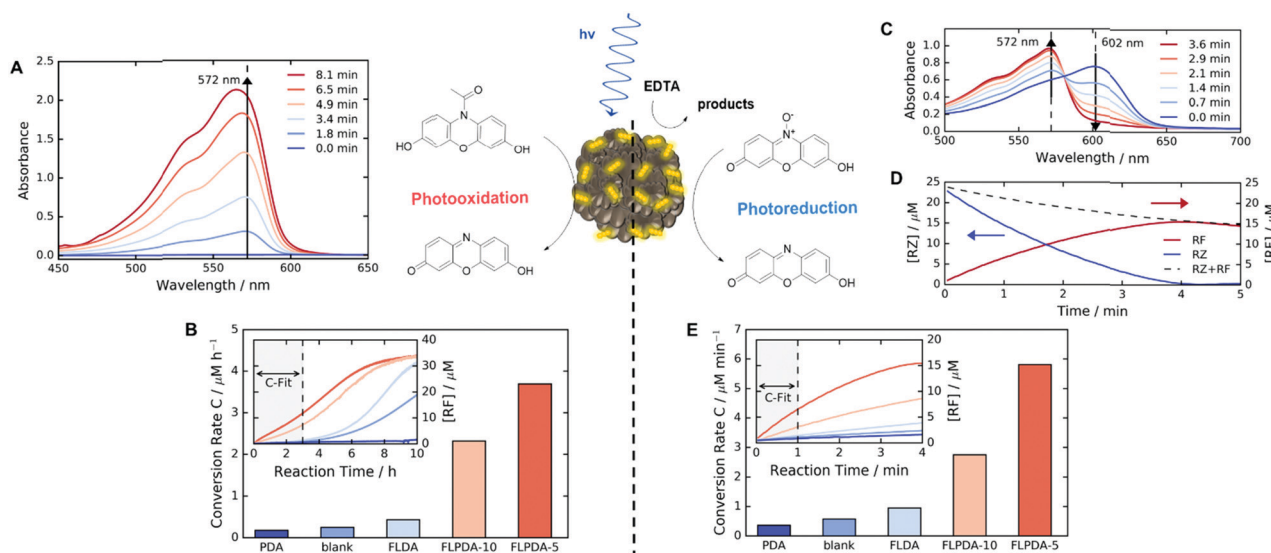 A
Absorbance
2.5
2.0
1.5
1.0
0.5
0.0
572 nm
8.1 min
6.5 min
4.9 min
3.4 min
1.8 min
0.0 min
450
500
550
600
650
Wavelength / nm
B
Conversion Rate C / μM h⁻¹
5
4
3
2
1
0
C-Fit
40
30
20
10
0
[RF] / μM
0 2 4 6 8 10
Reaction Time / h
PDA
blank
FLDA
FLPDA-10
FLPDA-5
O
N
HO
O
OH
Photooxidation
N
O
O
OH
hv
EDTA
products
O⁻
N⁺
O
O
OH
Photoreduction
N
O
O
OH
C
Absorbance
1.0
0.8
0.6
0.4
0.2
0.0
572 nm
602 nm
3.6 min
2.9 min
2.1 min
1.4 min
0.7 min
0.0 min
500
550
600
650
700
Wavelength / nm
D
[RZ] / μM
25
20
15
10
5
0
RF
RZ
RZ+RF
25
20
15
10
5
0
[RF] / μM
0 1 2 3 4 5
Time / min
E
Conversion Rate C / μM min⁻¹
7
6
5
4
3
2
1
0
C-Fit
20
15
10
5
0
[RF] / μM
0 1 2 3 4
Reaction Time / min
PDA
blank
FLDA
FLPDA-10
FLPDA-5